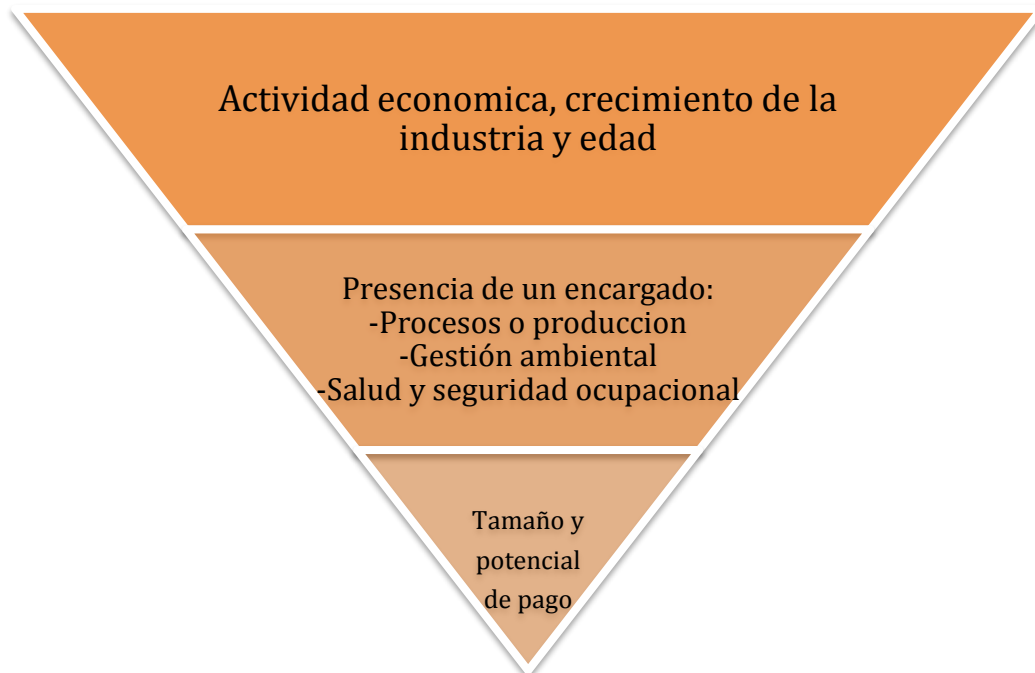 Actividad economica, crecimiento de la
industria y edad
Presencia de un encargado:
-Procesos o produccion
-Gestión ambiental
-Salud y seguridad ocupacional
Tamaño y
potencial
de pago